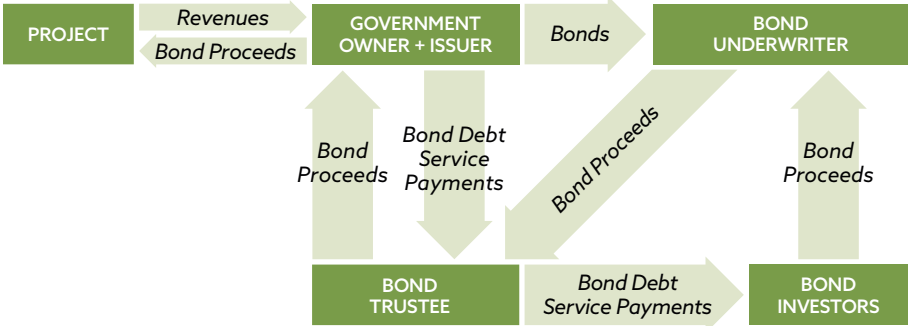 PROJECT
Revenues
Bond Proceeds
GOVERNMENT
OWNER + ISSUER
Bonds
BOND
UNDERWRITER
Bond
Proceeds
Bond Debt
Service
Payments
Bond Proceeds
Bond
Proceeds
BOND
TRUSTEE
Bond Debt
Service Payments
BOND
INVESTORS